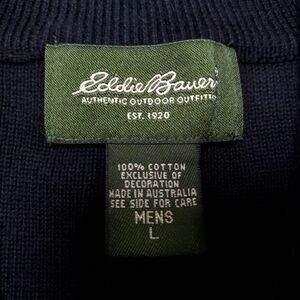 Eddie Bauer
AUTHENTIC OUTDOOR OUTFITTE
EST. 1920
100% COTTON
EXCLUSIVE OF
DECORATION
MADE IN AUSTRALIA
SEE SIDE FOR CARE
MENS
L